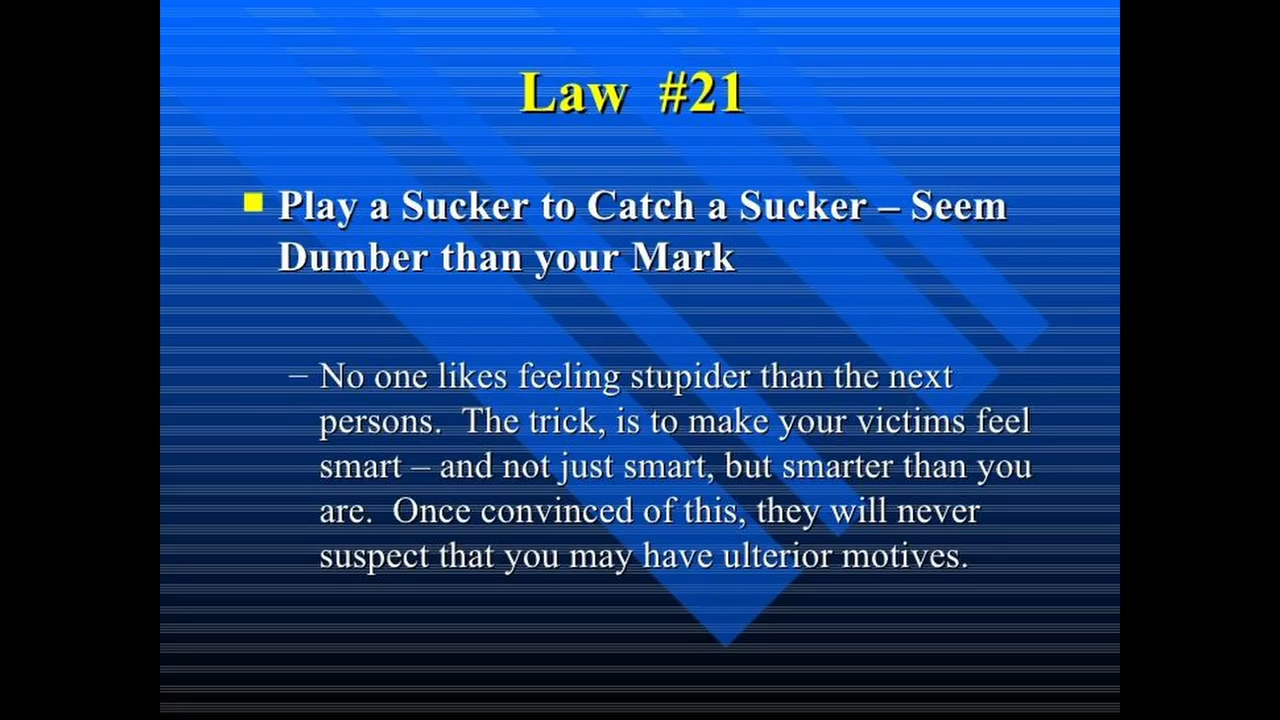 Law #21
Play a Sucker to Catch a Sucker – Seem
Dumber than your Mark
– No one likes feeling stupider than the next
persons. The trick, is to make your victims feel
smart – and not just smart, but smarter than you
are. Once convinced of this, they will never
suspect that you may have ulterior motives.